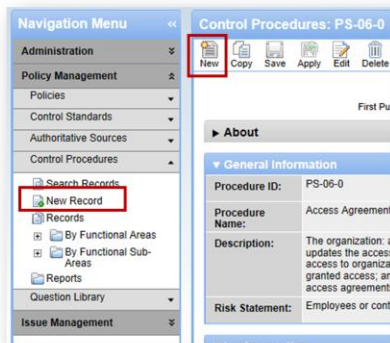 Navigation Menu «
Administration
Policy Management
Policies
Control Standards
Authoritative Sources
Control Procedures
Search Records
New Record
Records
By Functional Areas
By Functional Sub-
Areas
Reports
Question Library
Issue Management
Control Procedures: PS-06-0
New Copy Save Apply Edit Delete
First Pu
About
General Information
Procedure ID: PS-06-0
Procedure
Name: Access Agreement
Description: The organization: a
updates the access
access to organiza
granted access; an
access agreement
Risk Statement: Employees or cont